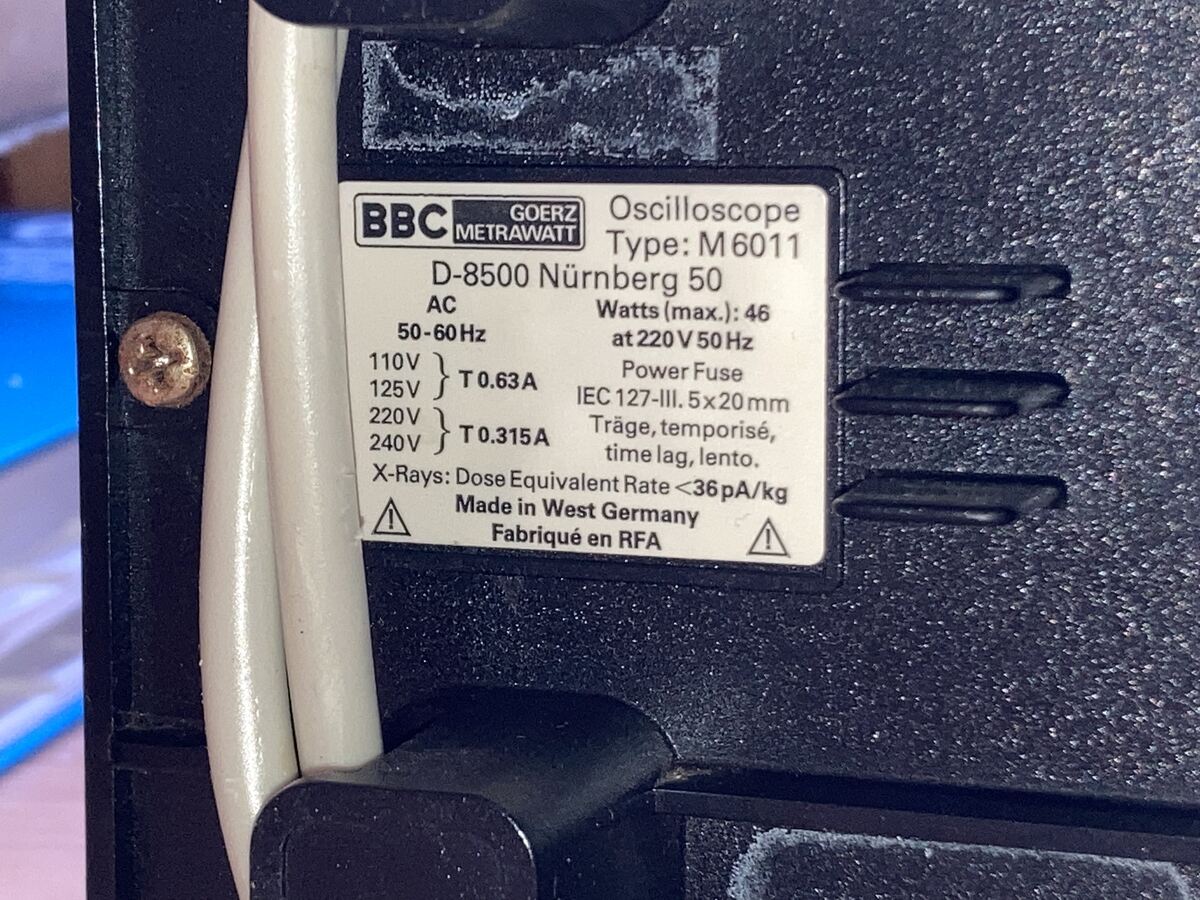 BBC GOERZ METRAWATT
Oscilloscope
Type: M 6011
D-8500 Nürnberg 50
AC
50-60 Hz
110V
125V
T 0.63 A
220V
240V
T 0.315 A
Watts (max.): 46
at 220 V 50 Hz
Power Fuse
IEC 127-III. 5x20 mm
Träge, temporisé,
time lag, lento.
X-Rays: Dose Equivalent Rate <36 pA/kg
Made in West Germany
Fabriqué en RFA